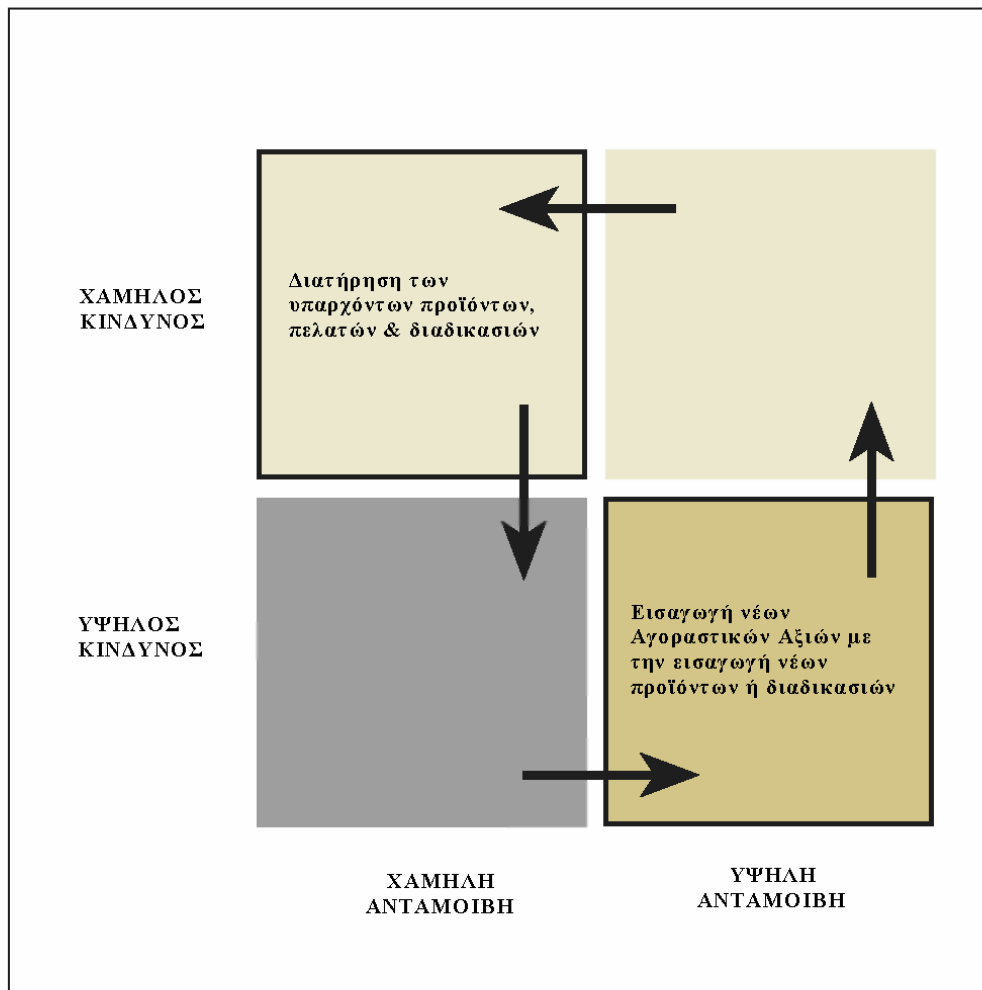 ΧΑΜΗΛΟΣ
ΚΙΝΔΥΝΟΣ
Διατήρηση των
υπαρχόντων προϊόντων,
πελατών & διαδικασιών
ΥΨΗΛΟΣ
ΚΙΝΔΥΝΟΣ
Εισαγωγή νέων
Αγοραστικών Αξιών με
την εισαγωγή νέων
προϊόντων ή διαδικασιών
ΧΑΜΗΛΗ
ΑΝΤΑΜΟΙΒΗ
ΥΨΗΛΗ
ΑΝΤΑΜΟΙΒΗ